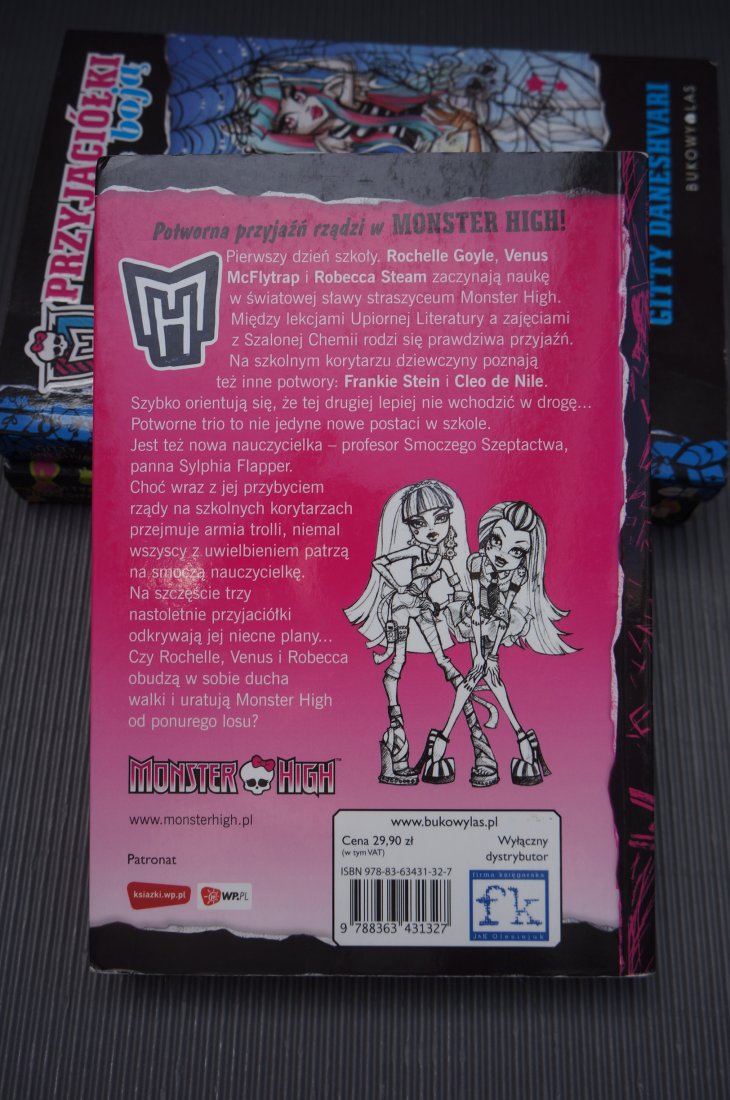 PRZYJACIÓŁKI
boją
GITTY DANESHVARI
BUKOWY LAS
Potworna przyjaźń rządzi w MONSTER HIGH!
MH
Pierwszy dzień szkoły. Rochelle Goyle, Venus
McFlytrap i Robecca Steam zaczynają naukę
w światowej sławy straszyceum Monster High.
Między lekcjami Upiornej Literatury a zajęciami
z Szalonej Chemii rodzi się prawdziwa przyjaźń.
Na szkolnym korytarzu dziewczyny poznają
też inne potwory: Frankie Stein i Cleo de Nile.
Szybko orientują się, że tej drugiej lepiej nie wchodzić w drogę...
Potworne trio to nie jedyne nowe postaci w szkole.
Jest też nowa nauczycielka – profesor Smoczego Szeptactwa,
panna Sylphia Flapper.
Choć wraz z jej przybyciem
rządy na szkolnych korytarzach
przejmuje armia trolli, niemal
wszyscy z uwielbieniem patrzą
na smoczą nauczycielkę.
Na szczęście trzy
nastoletnie przyjaciółki
odkrywają jej niecne plany...
Czy Rochelle, Venus i Robecca
obudzą w sobie ducha
walki i uratują Monster High
od ponurego losu?
MONSTER HIGH™
www.monsterhigh.pl
Patronat
ksiazki.wp.pl
WP.PL
www.bukowylas.pl
Cena 29,90 zł
(w tym VAT)
Wyłączny
dystrybutor
ISBN 978-83-63431-32-7
9 788363 431327
firma księgarska
fk
J&K Olesiejuk